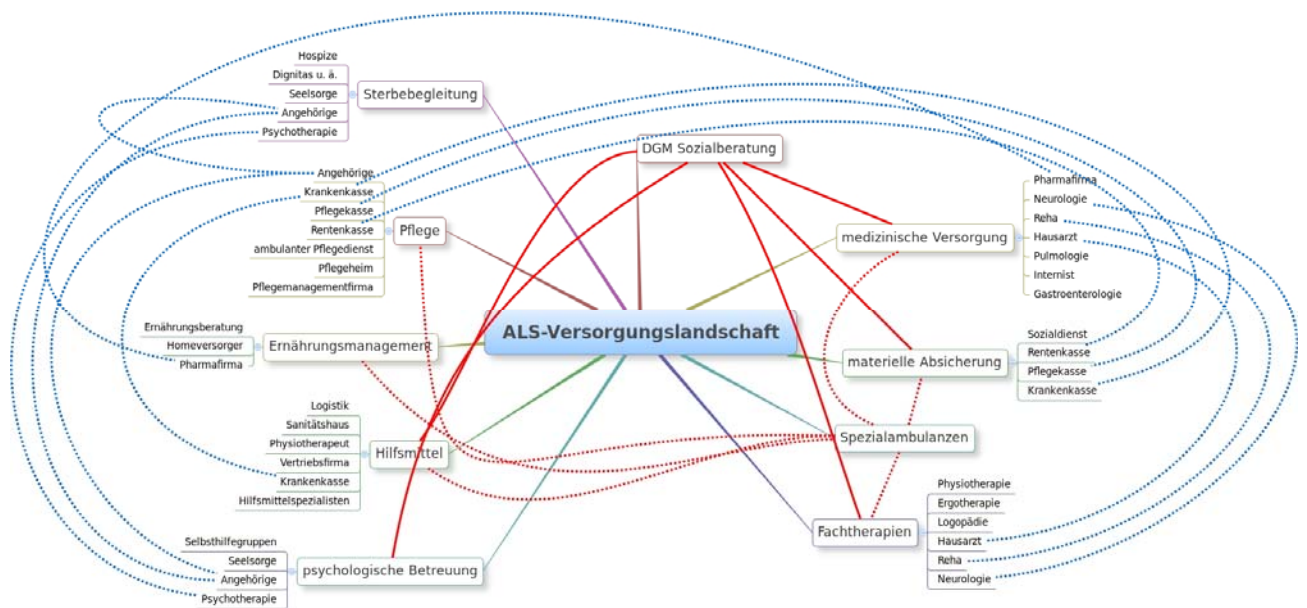 Hospize
Dignitas u. ä.
Seelsorge
Angehörige
Psychotherapie
Sterbebegleitung
DGM Sozialberatung
Angehörige
Krankenkasse
Pflegekasse
Rentenkasse
ambulanter Pflegedienst
Pflegeheim
Pflegemanagementfirma
Pflege
medizinische Versorgung
Pharmafirma
Neurologie
Reha
Hausarzt
Pulmologie
Internist
Gastroenterologie
ALS-Versorgungslandschaft
Ernährungsberatung
Homeversorger
Pharmafirma
Ernährungsmanagement
materielle Absicherung
Sozialdienst
Rentenkasse
Pflegekasse
Krankenkasse
Logistik
Sanitätshaus
Physiotherapeut
Vertriebsfirma
Krankenkasse
Hilfsmittelspezialisten
Hilfsmittel
Spezialambulanzen
Fachtherapien
Physiotherapie
Ergotherapie
Logopädie
Hausarzt
Reha
Neurologie
Selbsthilfegruppen
Seelsorge
Angehörige
Psychotherapie
psychologische Betreuung